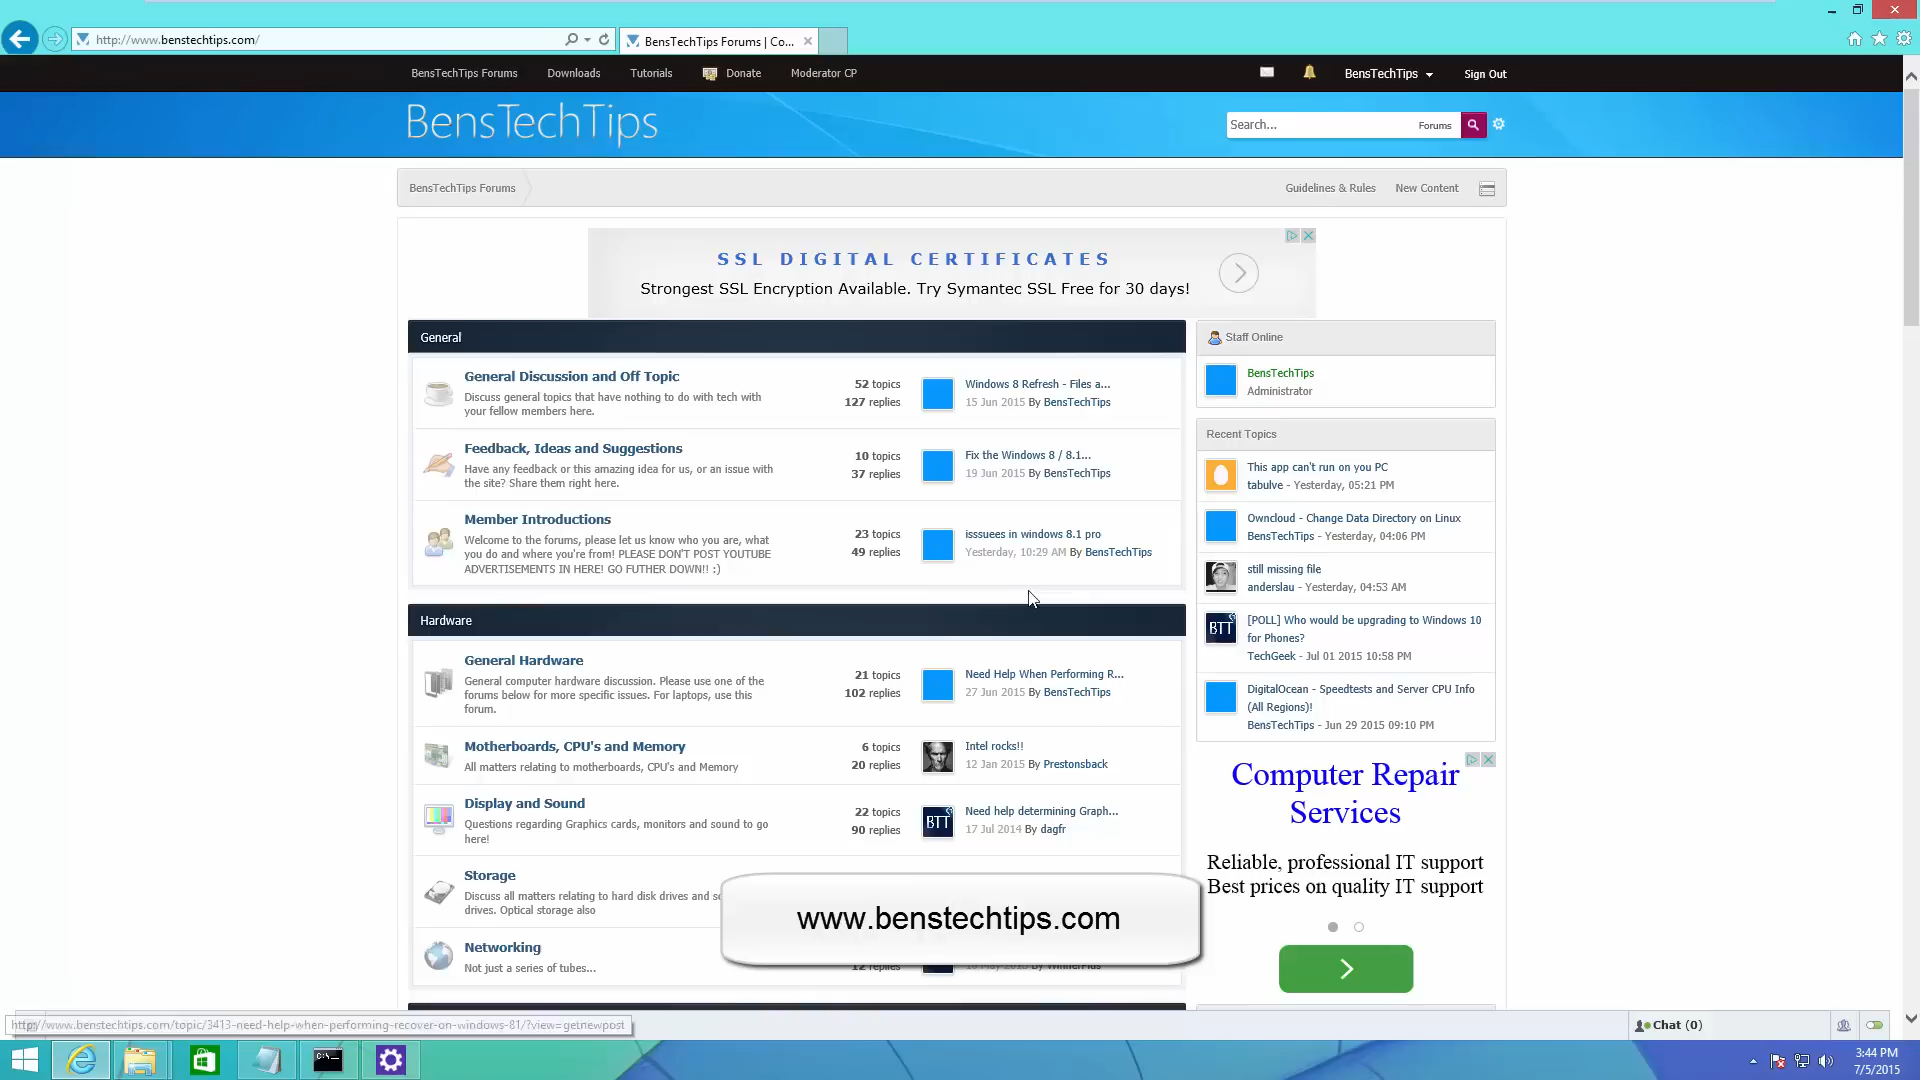 http://www.benstechtips.com/
BensTechTips Forums | Co...
BensTechTips Forums
Downloads
Tutorials
Donate
Moderator CP
BensTechTips
Sign Out
BensTechTips
Search...
Forums
BensTechTips Forums
Guidelines & Rules
New Content
SSL DIGITAL CERTIFICATES
Strongest SSL Encryption Available. Try Symantec SSL Free for 30 days!
General
General Discussion and Off Topic
Discuss general topics that have nothing to do with tech with
your fellow members here.
52 topics
127 replies
Windows 8 Refresh - Files a...
15 Jun 2015 By BensTechTips
Feedback, Ideas and Suggestions
Have any feedback or this amazing idea for us, or an issue with
the site? Share them right here.
10 topics
37 replies
Fix the Windows 8 / 8.1...
19 Jun 2015 By BensTechTips
Member Introductions
Welcome to the forums, please let us know who you are, what
you do and where you're from! PLEASE DON'T POST YOUTUBE
ADVERTISEMENTS IN HERE! GO FUTHER DOWN!! :)
23 topics
49 replies
isssuees in windows 8.1 pro
Yesterday, 10:29 AM By BensTechTips
Hardware
General Hardware
General computer hardware discussion. Please use one of the
forums below for more specific issues. For laptops, use this
forum.
21 topics
102 replies
Need Help When Performing R...
27 Jun 2015 By BensTechTips
Motherboards, CPU's and Memory
All matters relating to motherboards, CPU's and Memory
6 topics
20 replies
Intel rocks!!
12 Jan 2015 By Prestonsback
Display and Sound
Questions regarding Graphics cards, monitors and sound to go
here!
22 topics
90 replies
BTT
Need help determining Graph...
17 Jul 2014 By dagfr
Storage
Discuss all matters relating to hard disk drives and
drives. Optical storage also
Networking
Not just a series of tubes...
12 replies
www.benstechtips.com
Staff Online
BensTechTips
Administrator
Recent Topics
This app can't run on you PC
tabulve - Yesterday, 05:21 PM
Owncloud - Change Data Directory on Linux
BensTechTips - Yesterday, 04:06 PM
still missing file
anderslau - Yesterday, 04:53 AM
BTT
[POLL] Who would be upgrading to Windows 10
for Phones?
TechGeek - Jul 01 2015 10:58 PM
DigitalOcean - Speedtests and Server CPU Info
(All Regions)!
BensTechTips - Jun 29 2015 09:10 PM
Computer Repair
Services
Reliable, professional IT support
Best prices on quality IT support
http://www.benstechtips.com/topic/3413-need-help-when-performing-recover-on-windows-81/?view=getnewpost
Chat (0)
3:44 PM
7/5/2015